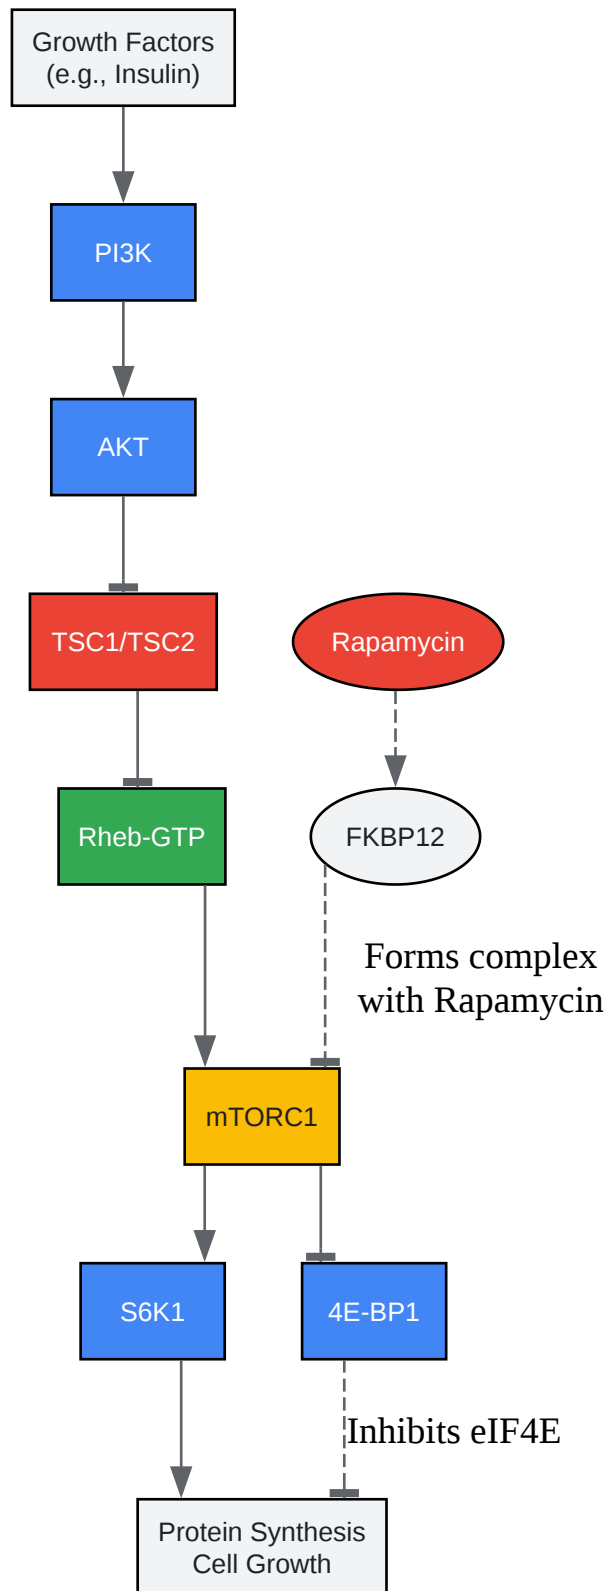 Growth Factors
(e.g., Insulin)
PI3K
AKT
TSC1/TSC2
Rapamycin
Rheb-GTP
FKBP12
Forms complex
with Rapamycin
mTORC1
S6K1
4E-BP1
Inhibits eIF4E
Protein Synthesis
Cell Growth